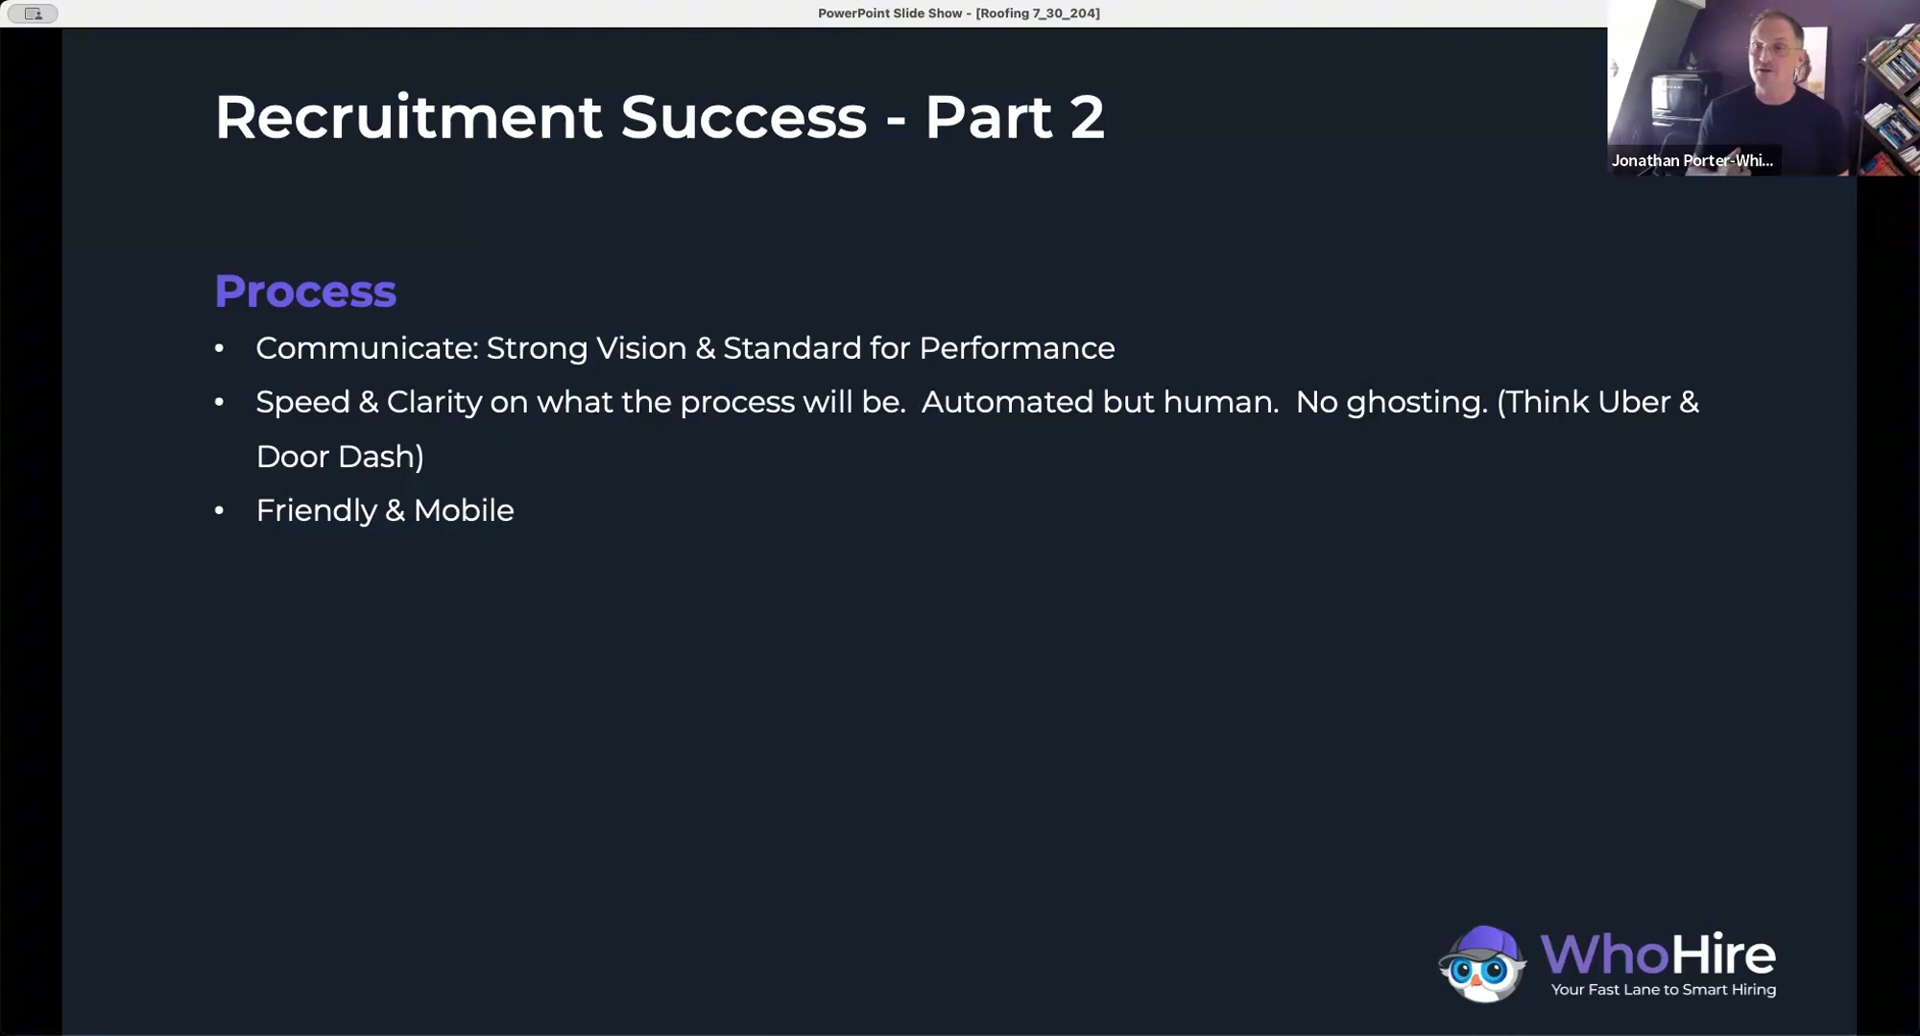 PowerPoint Slide Show - [Roofing 7_30_204]
Recruitment Success - Part 2
Jonathan Porter-Whi...
Process
• Communicate: Strong Vision & Standard for Performance
• Speed & Clarity on what the process will be.  Automated but human.  No ghosting. (Think Uber &
Door Dash)
• Friendly & Mobile
WhoHire
Your Fast Lane to Smart Hiring